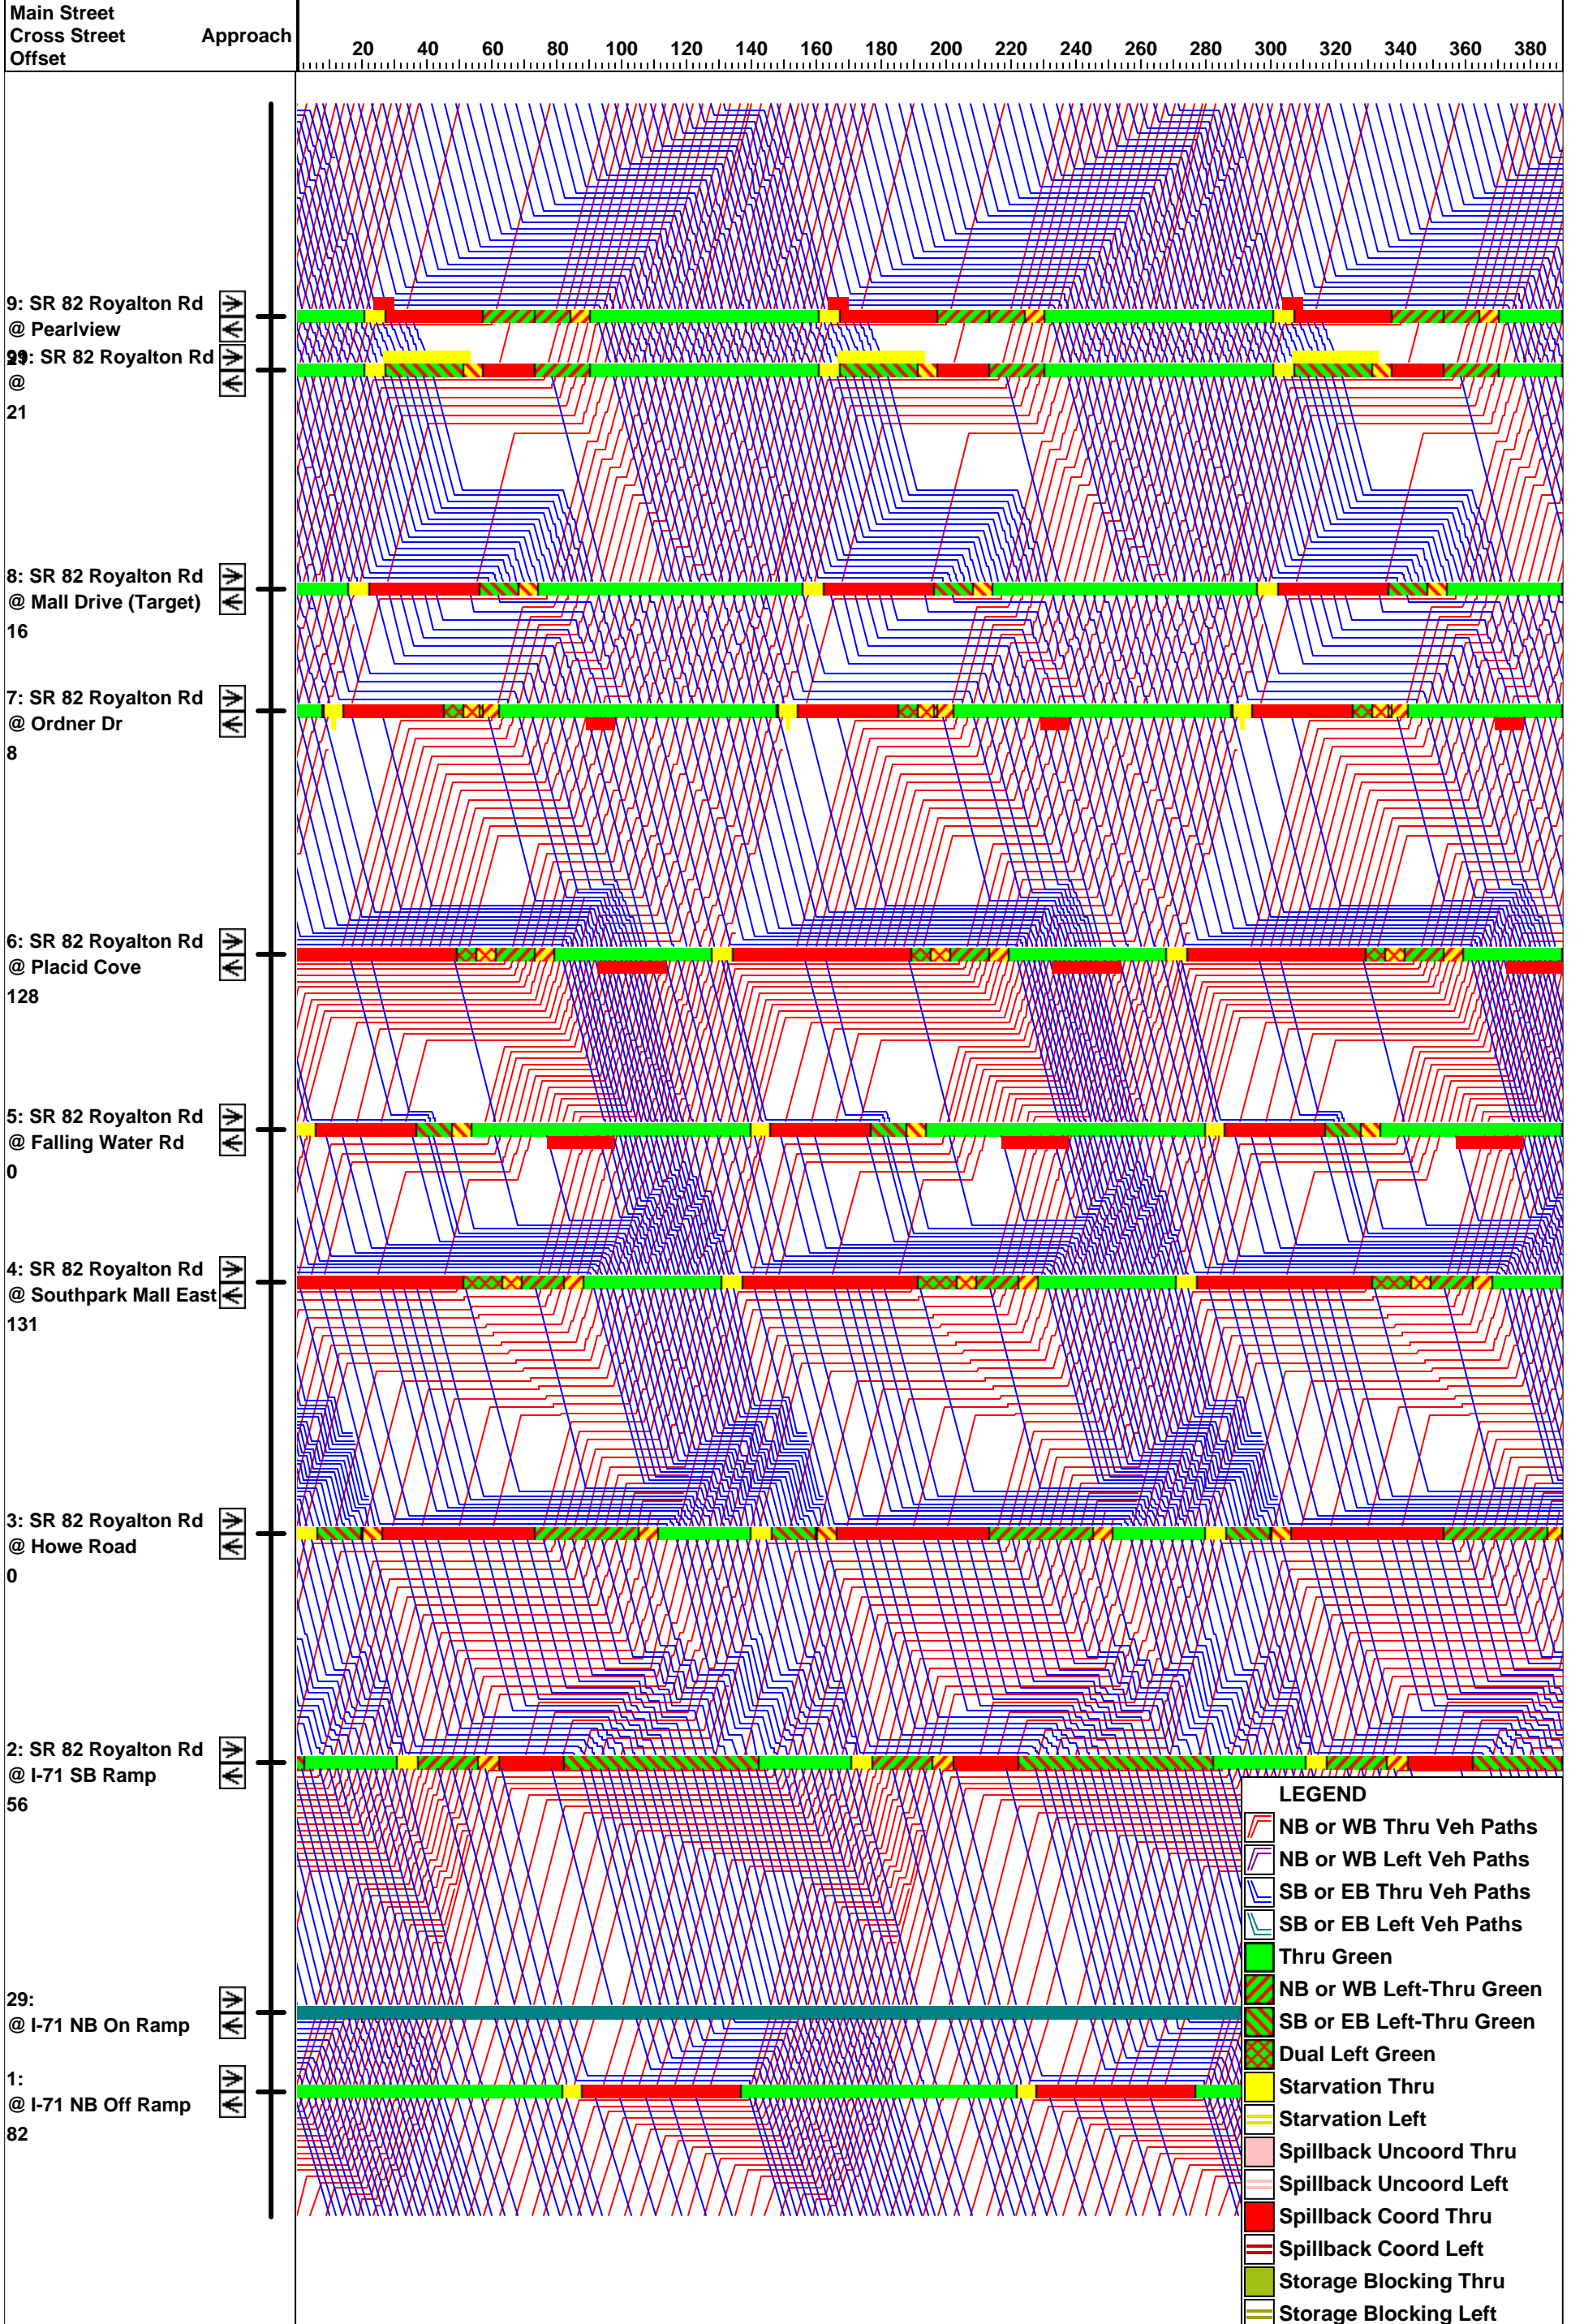 Main Street
Cross Street Approach
Offset
20 40 60 80 100 120 140 160 180 200 220 240 260 280 300 320 340 360 380
9: SR 82 Royalton Rd
@ Pearlview
21
99: SR 82 Royalton Rd
@
21
8: SR 82 Royalton Rd
@ Mall Drive (Target)
16
7: SR 82 Royalton Rd
@ Ordner Dr
8
6: SR 82 Royalton Rd
@ Placid Cove
128
5: SR 82 Royalton Rd
@ Falling Water Rd
0
4: SR 82 Royalton Rd
@ Southpark Mall East
131
3: SR 82 Royalton Rd
@ Howe Road
0
2: SR 82 Royalton Rd
@ I-71 SB Ramp
56
29:
@ I-71 NB On Ramp
1:
@ I-71 NB Off Ramp
82
LEGEND
NB or WB Thru Veh Paths
NB or WB Left Veh Paths
SB or EB Thru Veh Paths
SB or EB Left Veh Paths
Thru Green
NB or WB Left-Thru Green
SB or EB Left-Thru Green
Dual Left Green
Starvation Thru
Starvation Left
Spillback Uncoord Thru
Spillback Uncoord Left
Spillback Coord Thru
Spillback Coord Left
Storage Blocking Thru
Storage Blocking Left